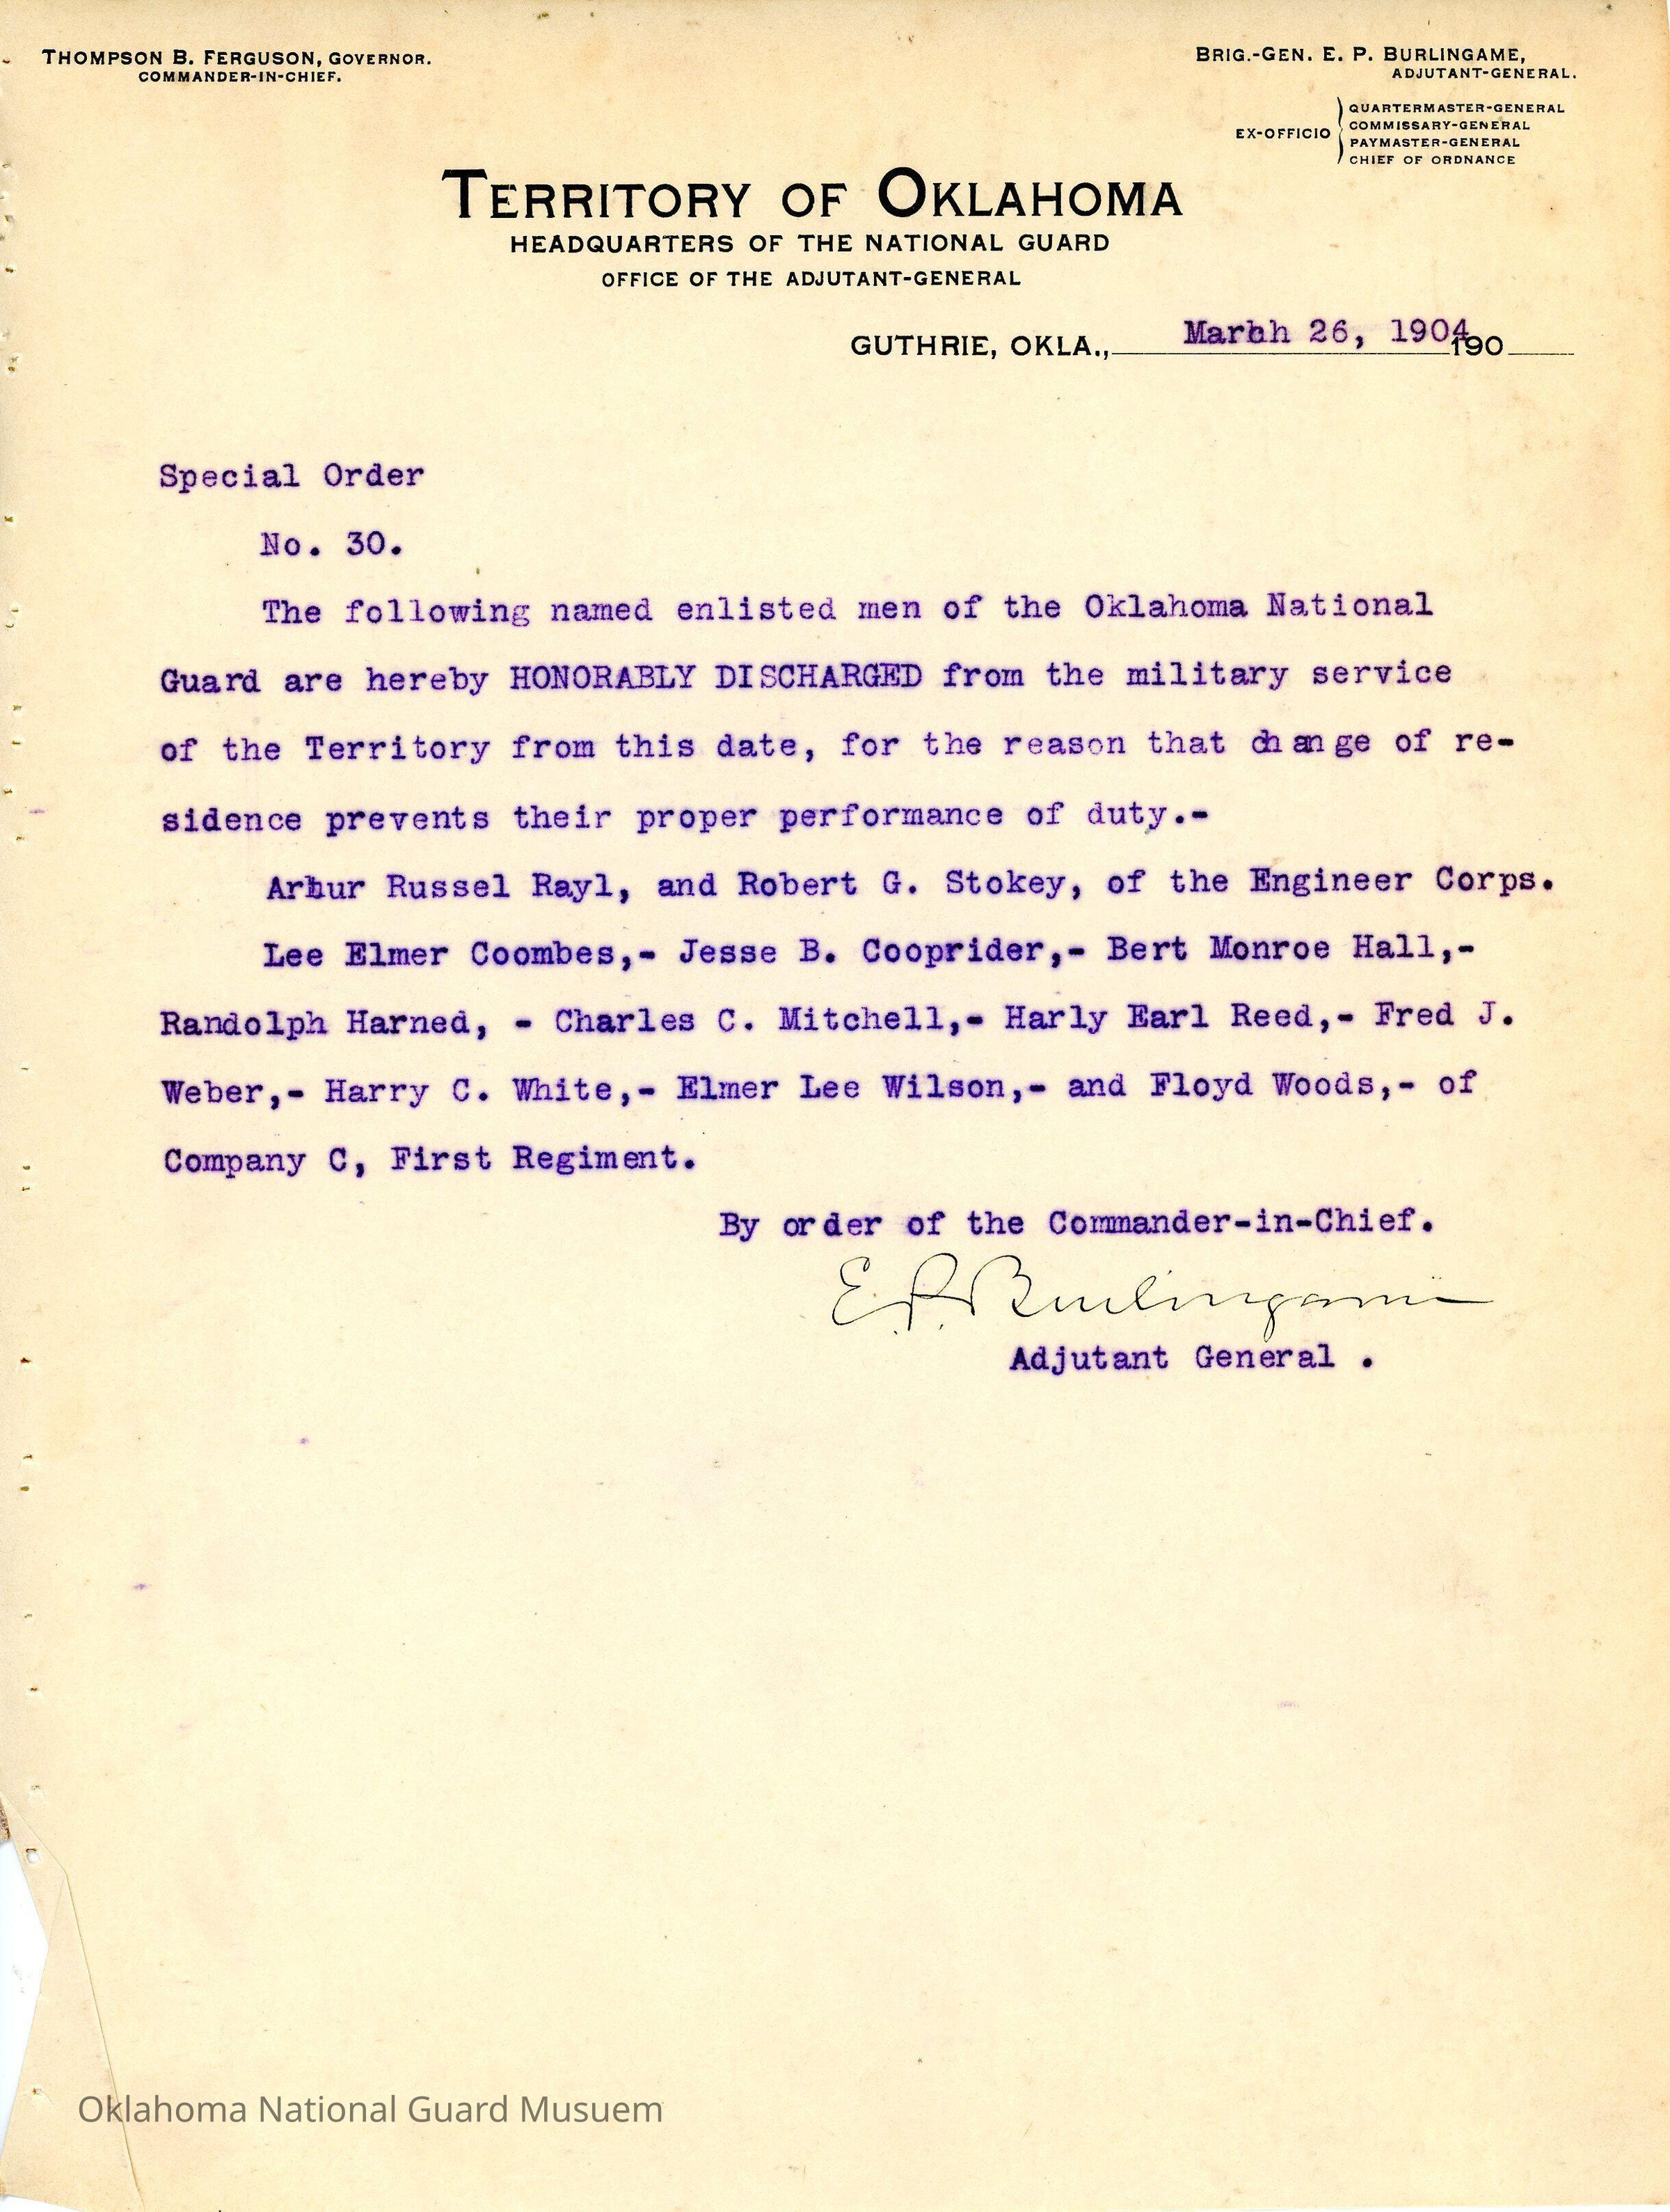 THOMPSON B. FERGUSON, GOVERNOR.
COMMANDER-IN-CHIEF.
BRIG.-GEN. E. P. BURLINGAME,
ADJUTANT-GENERAL.
EX-OFFICIO
QUARTERMASTER-GENERAL
COMMISSARY-GENERAL
PAYMASTER-GENERAL
CHIEF OF ORDNANCE
TERRITORY OF OKLAHOMA
HEADQUARTERS OF THE NATIONAL GUARD
OFFICE OF THE ADJUTANT-GENERAL
GUTHRIE, OKLA., March 26, 1904 190
Special Order
No. 30.
The following named enlisted men of the Oklahoma National
Guard are hereby HONORABLY DISCHARGED from the military service
of the Territory from this date, for the reason that change of re-
sidence prevents their proper performance of duty.-
Arthur Russel Rayl, and Robert G. Stokey, of the Engineer Corps.
Lee Elmer Coombes,- Jesse B. Cooprider,- Bert Monroe Hall,-
Randolph Harned, - Charles C. Mitchell,- Harly Earl Reed,- Fred J.
Weber,- Harry C. White,- Elmer Lee Wilson,- and Floyd Woods,- of
Company C, First Regiment.
By order of the Commander-in-Chief.
E. P. Burlingame
Adjutant General .
Oklahoma National Guard Musuem